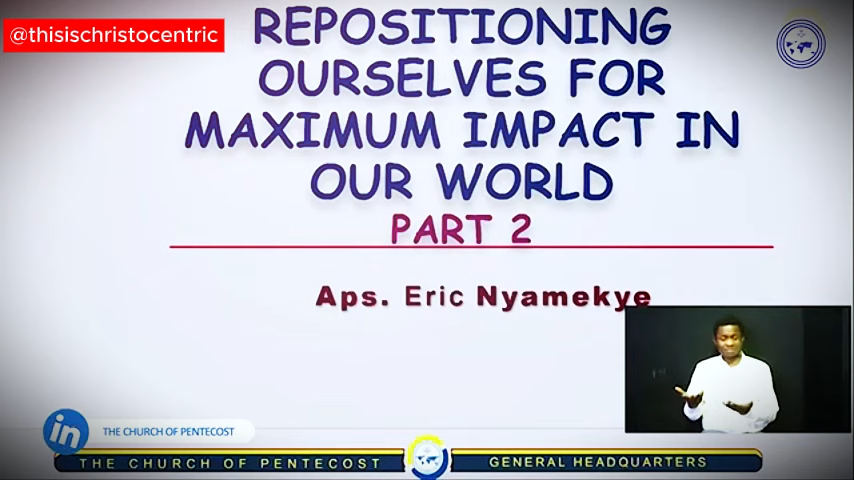 @thisischristocentric
REPOSITIONING
OURSELVES FOR
MAXIMUM IMPACT IN
OUR WORLD
PART 2
Aps. Eric Nyamekye
in
THE CHURCH OF PENTECOST
THE CHURCH OF PENTECOST
GENERAL HEADQUARTERS